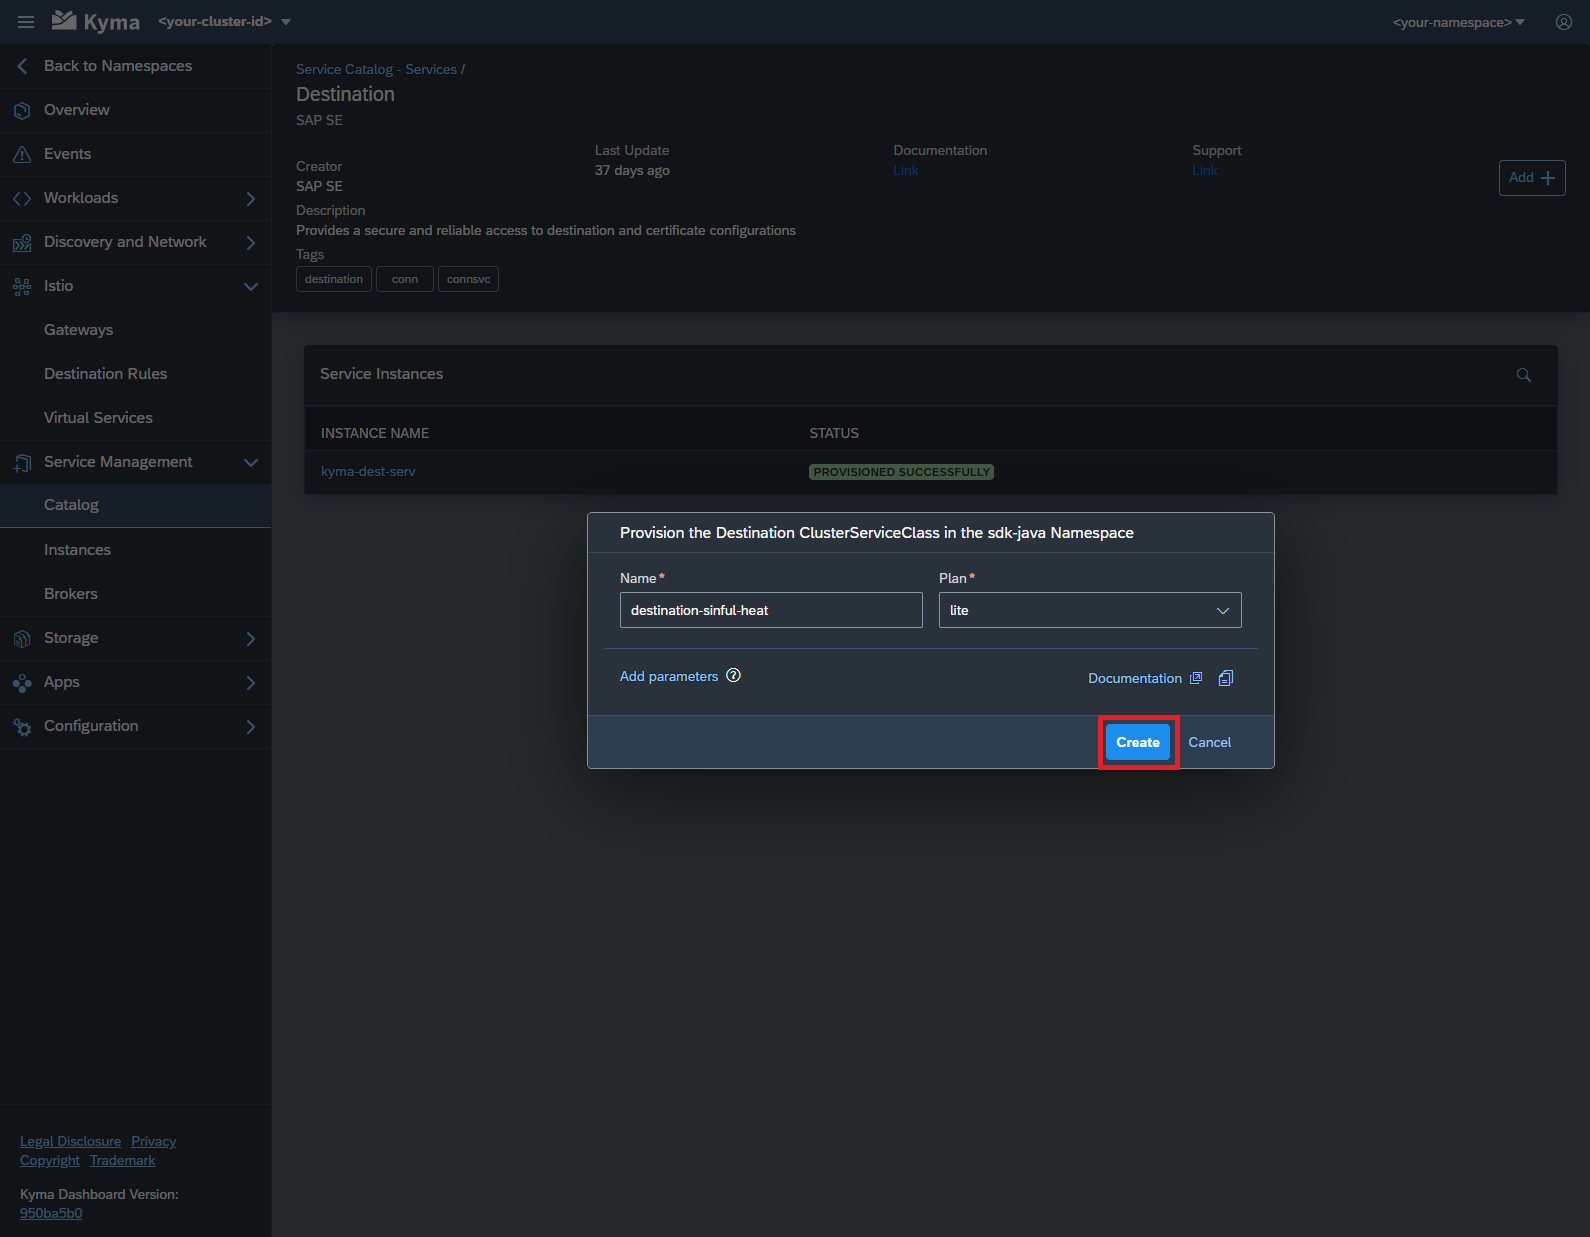 Kyma <your-cluster-id>
<your-namespace>
Back to Namespaces
Overview
Events
Workloads
Discovery and Network
Istio
Gateways
Destination Rules
Virtual Services
Service Management
Catalog
Instances
Brokers
Storage
Apps
Configuration
Legal Disclosure Privacy
Copyright Trademark
Kyma Dashboard Version:
950ba5b0
Service Catalog - Services /
Destination
SAP SE
Creator
SAP SE
Last Update
37 days ago
Documentation
Link
Support
Link
Add
Description
Provides a secure and reliable access to destination and certificate configurations
Tags
destination conn connsvc
Service Instances
INSTANCE NAME STATUS
kyma-dest-serv PROVISIONED SUCCESSFULLY
Provision the Destination ClusterServiceClass in the sdk-java Namespace
Name* Plan*
destination-sinful-heat lite
Add parameters ? Documentation
Create Cancel